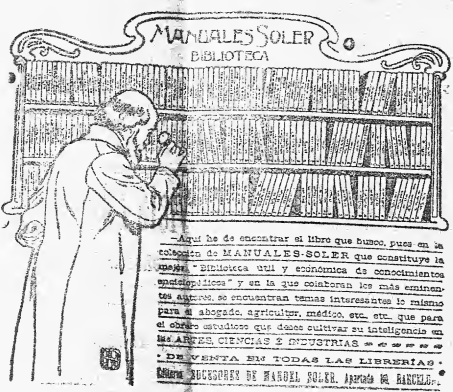 MANUALES SOLER
BIBLIOTECA
—Aquí he de encontrar el libro que busco, pues en la
colección de MANUALES-SOLER que constituye la
mejor "Biblioteca util y económica de conocimientos
enciclopédicos" y en la que colaboran los más eminen-
tes autores, se encuentran temas interesantes lo mismo
para el abogado, agricultor, médico, etc, etc., que para
el obrero estudioso que desee cultivar su inteligencia en
las ARTES, CIENCIAS É INDUSTRIAS
· DE VENTA EN TODAS LAS LIBRERÍAS ·
SUCESORES DE MANUEL SOLER, Apartado BARCELO